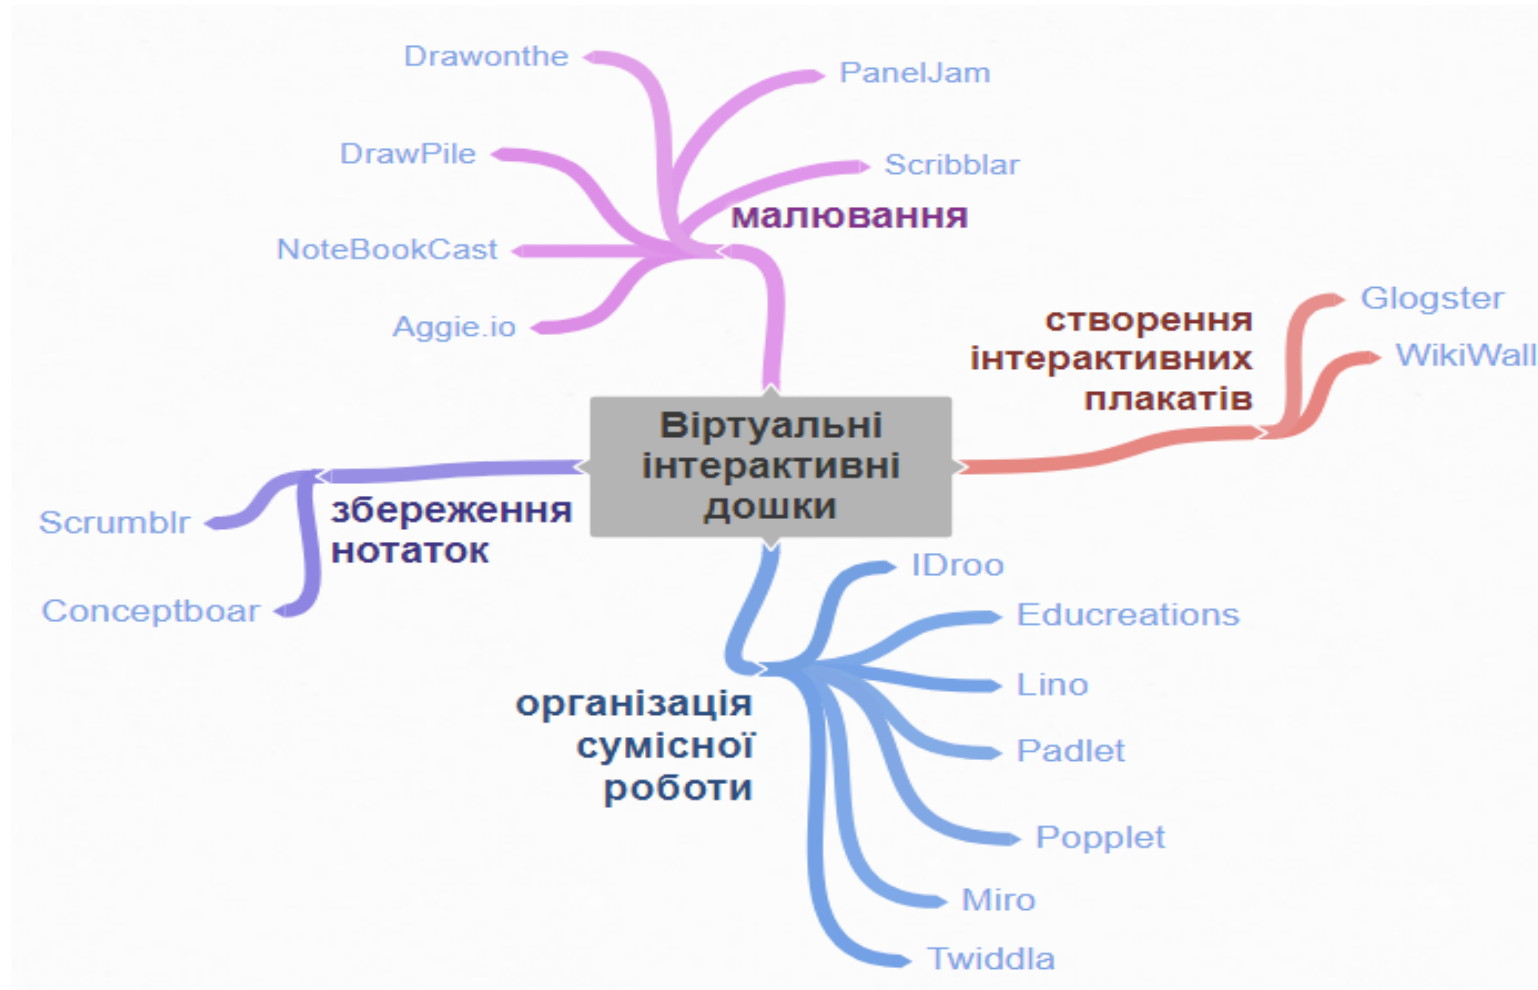 Drawonthe
PanelJam
DrawPile
Scribblar
малювання
NoteBookCast
Aggie.io
створення
інтерактивних
плакатів
Glogster
WikiWall
Віртуальні
інтерактивні
дошки
збереження
нотаток
Scrumblr
Conceptboar
організація
сумісної
роботи
IDroo
Educreations
Lino
Padlet
Popplet
Miro
Twiddla